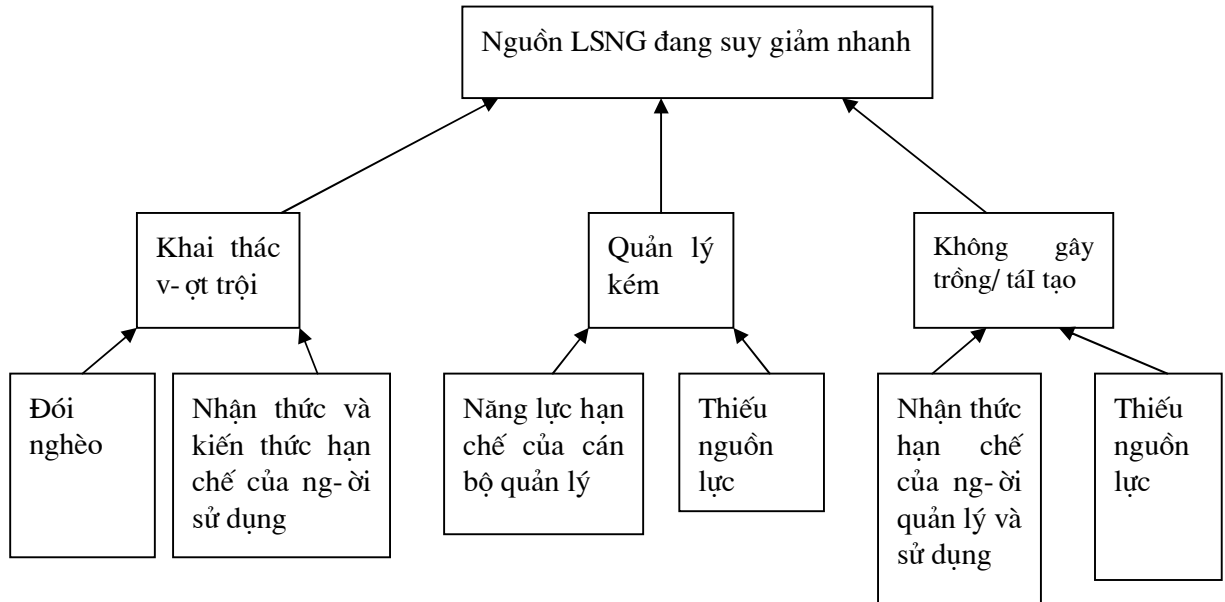 Nguồn LSNG đang suy giảm nhanh
Khai thác
v- ợt trội
Quản lý
kém
Không gây
trồng/ táI tạo
Đói
nghèo
Nhận thức và
kiến thức hạn
chế của ng- ời
sử dụng
Năng lực hạn
chế của cán
bộ quản lý
Thiếu
nguồn
lực
Nhận thức
hạn chế
của ng- ời
quản lý và
sử dụng
Thiếu
nguồn
lực